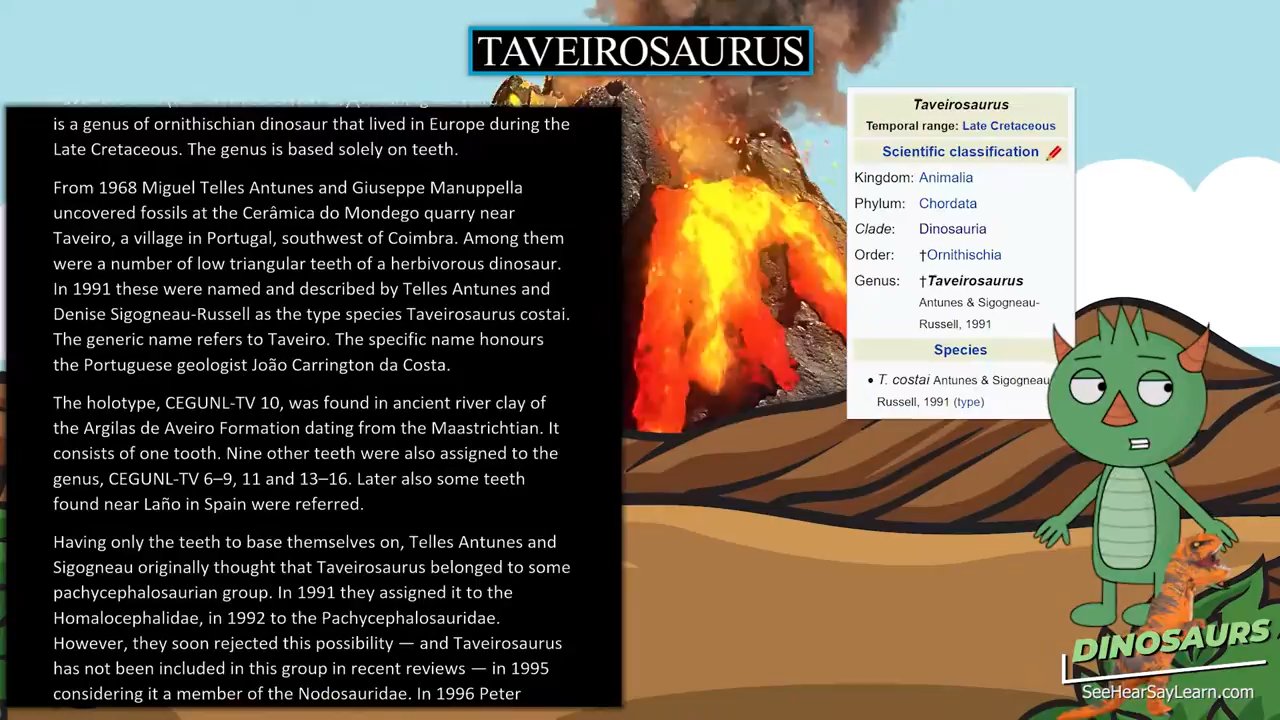 TAVEIROSAURUS
is a genus of ornithischian dinosaur that lived in Europe during the
Late Cretaceous. The genus is based solely on teeth.
From 1968 Miguel Telles Antunes and Giuseppe Manuppella
uncovered fossils at the Cerâmica do Mondego quarry near
Taveiro, a village in Portugal, southwest of Coimbra. Among them
were a number of low triangular teeth of a herbivorous dinosaur.
In 1991 these were named and described by Telles Antunes and
Denise Sigogneau-Russell as the type species Taveirosaurus costai.
The generic name refers to Taveiro. The specific name honours
the Portuguese geologist João Carrington da Costa.
The holotype, CEGUNL-TV 10, was found in ancient river clay of
the Argilas de Aveiro Formation dating from the Maastrichtian. It
consists of one tooth. Nine other teeth were also assigned to the
genus, CEGUNL-TV 6–9, 11 and 13–16. Later also some teeth
found near Laño in Spain were referred.
Having only the teeth to base themselves on, Telles Antunes and
Sigogneau originally thought that Taveirosaurus belonged to some
pachycephalosaurian group. In 1991 they assigned it to the
Homalocephalidae, in 1992 to the Pachycephalosauridae.
However, they soon rejected this possibility — and Taveirosaurus
has not been included in this group in recent reviews — in 1995
considering it a member of the Nodosauridae. In 1996 Peter
Taveirosaurus
Temporal range: Late Cretaceous
Scientific classification
Kingdom: Animalia
Phylum: Chordata
Clade: Dinosauria
Order: †Ornithischia
Genus: †Taveirosaurus
Antunes & Sigogneau-
Russell, 1991
Species
• T. costai Antunes & Sigogneau
Russell, 1991 (type)
DINOSAURS
SeeHearSayLearn.com